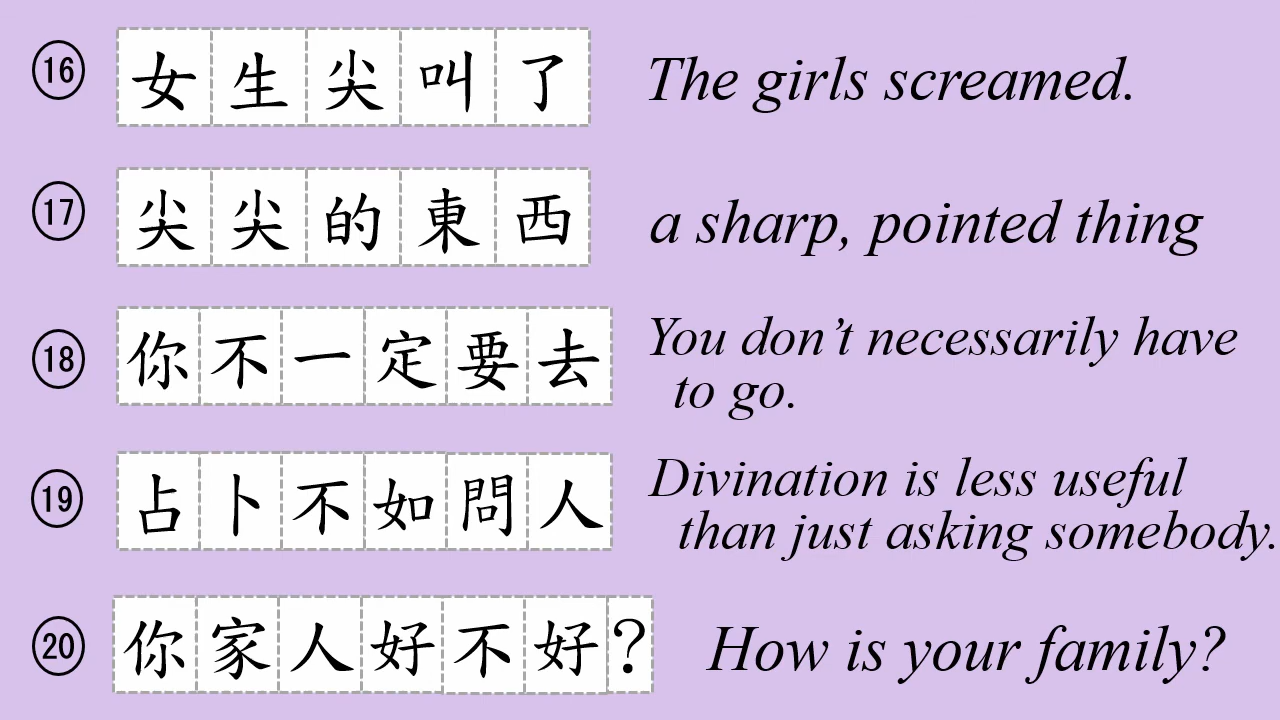 ⑯ 女生尖叫了 The girls screamed.
⑰ 尖尖的東西 a sharp, pointed thing
⑱ 你不一定要去 You don’t necessarily have
to go.
⑲ 占卜不如問人 Divination is less useful
than just asking somebody.
⑳ 你家人好不好? How is your family?